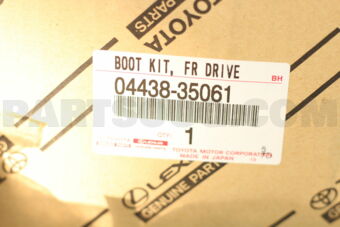 TOYOTA
PARTS
BOOT KIT, FR DRIVE
BH
04438-35061
QTY.
1
TOYOTA MOTOR CORPORATION
MADE IN JAPAN
GENUINE PARTS
TOYOTA